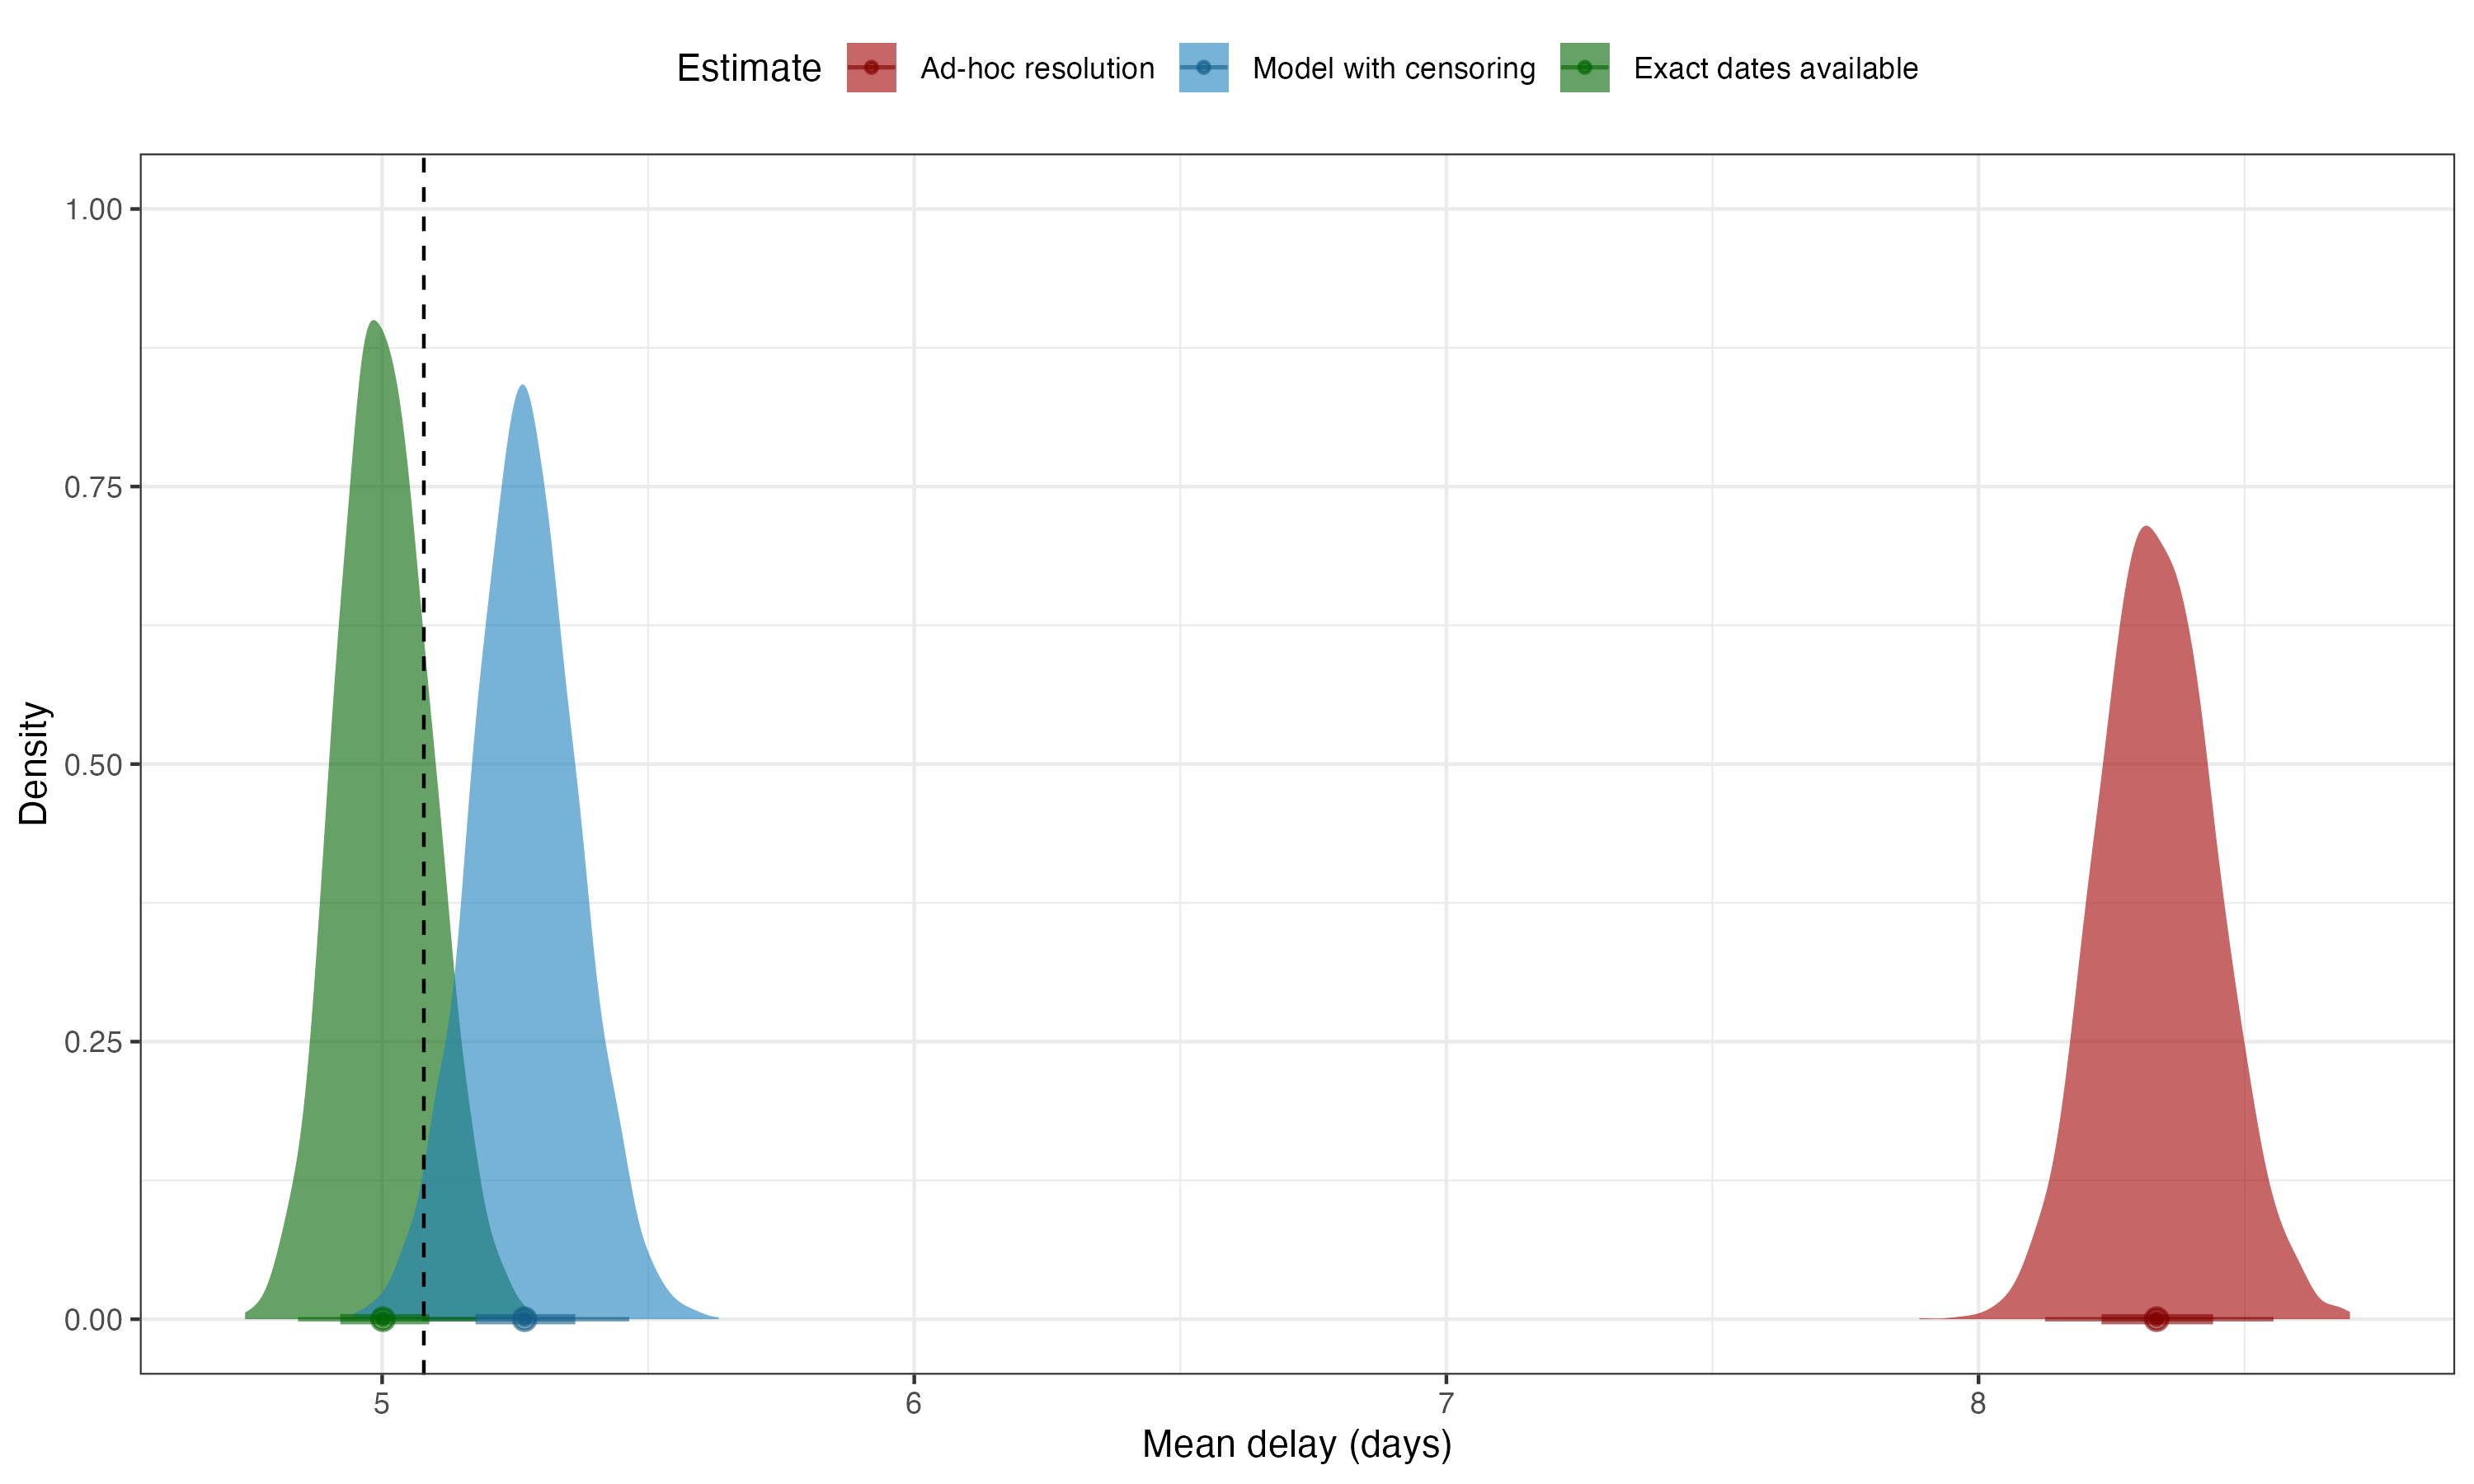 Estimate Ad-hoc resolution Model with censoring Exact dates available
1.00
0.75
0.50
0.25
0.00
Density
5 6 7 8
Mean delay (days)